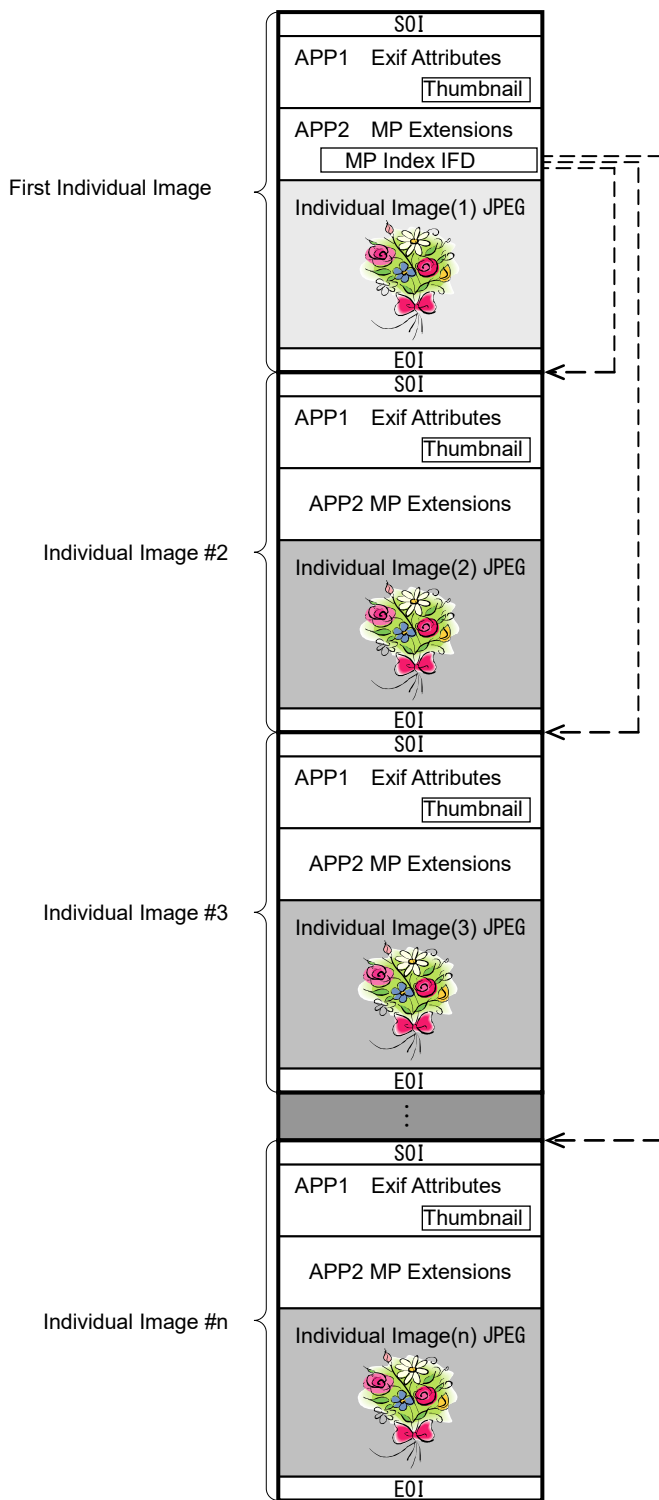 SOI
APP1 Exif Attributes
Thumbnail
APP2 MP Extensions
MP Index IFD
First Individual Image
Individual Image(1) JPEG
EOI
SOI
APP1 Exif Attributes
Thumbnail
APP2 MP Extensions
Individual Image #2
Individual Image(2) JPEG
EOI
SOI
APP1 Exif Attributes
Thumbnail
APP2 MP Extensions
Individual Image #3
Individual Image(3) JPEG
EOI
⋮
SOI
APP1 Exif Attributes
Thumbnail
APP2 MP Extensions
Individual Image #n
Individual Image(n) JPEG
EOI